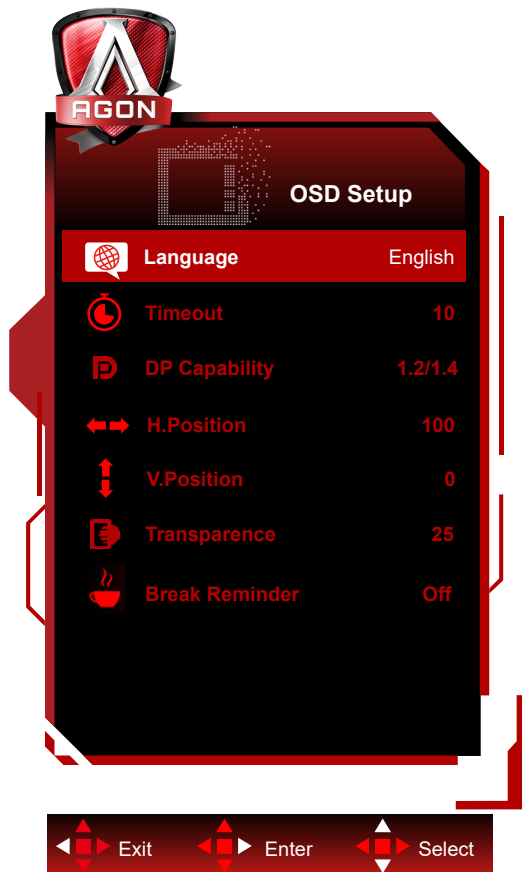 AGON
OSD Setup
Language English
Timeout 10
DP Capability 1.2/1.4
H.Position 100
V.Position 0
Transparence 25
Break Reminder Off
Exit Enter Select